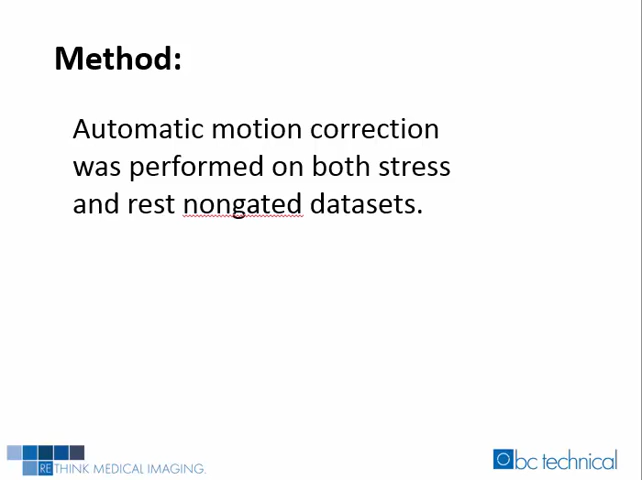 Method:
Automatic motion correction
was performed on both stress
and rest nongated datasets.
RETHINK MEDICAL IMAGING.
bc technical